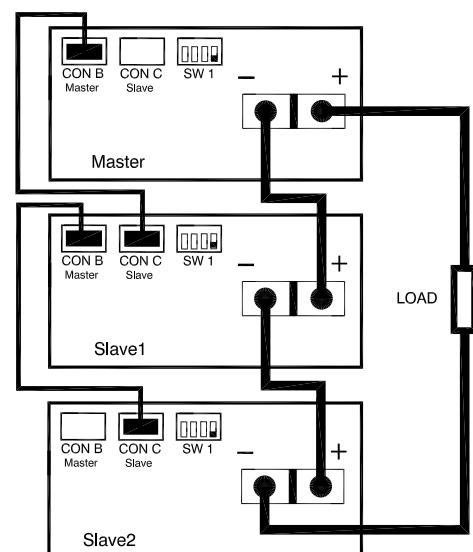 CON B CON C SW 1
Master Slave
− +
Master
CON B CON C SW 1
Master Slave
− +
LOAD
Slave1
CON B CON C SW 1
Master Slave
− +
Slave2